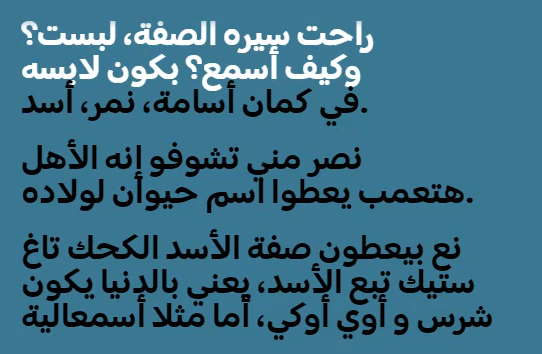 راحت سيره الصفة، لبست؟
وكيف أسمع؟ بكون لابسه
في كمان أسامة، نمر، أسد.
نصر مني تشوفو إنه الأهل
هتعمب يعطوا اسم حيوان لولاده.
نع بيعطون صفة الأسد الكحك تاغ
ستيك تبع الأسد، يعني بالدنيا يكون
شرس و أوي أوكي، أما مثلا أسمعالية